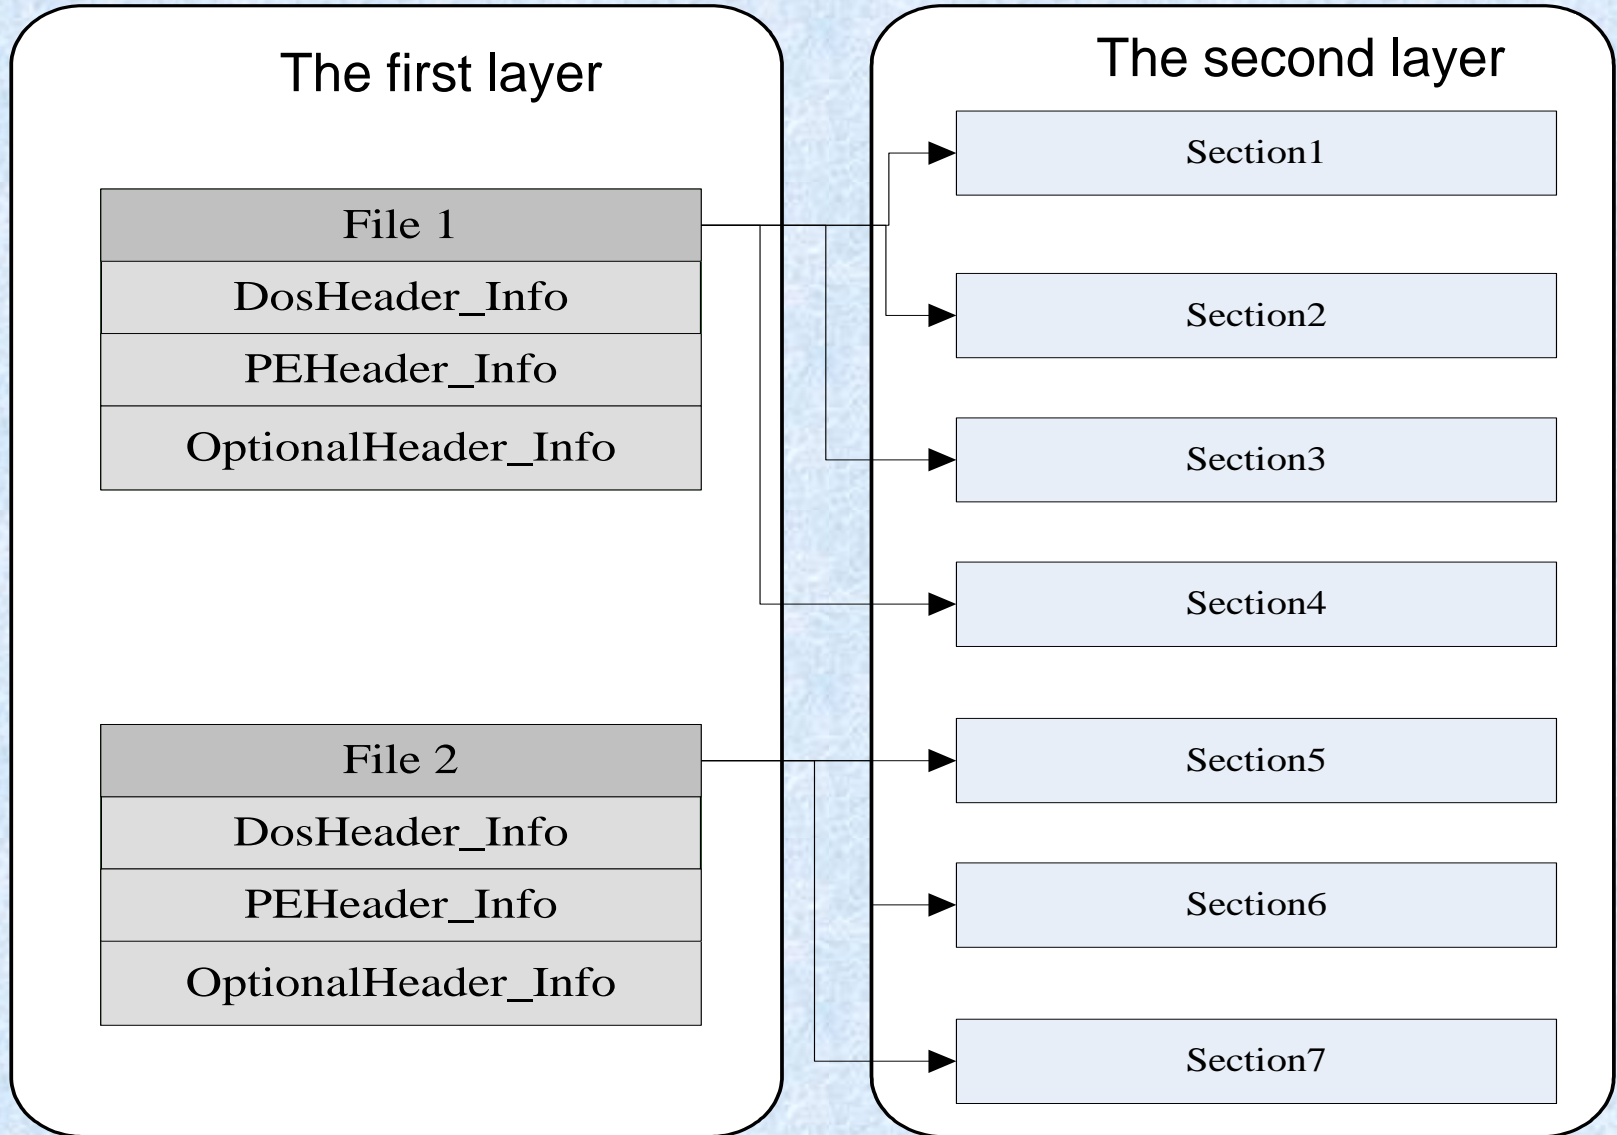 The first layer
File 1
DosHeader_Info
PEHeader_Info
OptionalHeader_Info
File 2
DosHeader_Info
PEHeader_Info
OptionalHeader_Info
The second layer
Section1
Section2
Section3
Section4
Section5
Section6
Section7